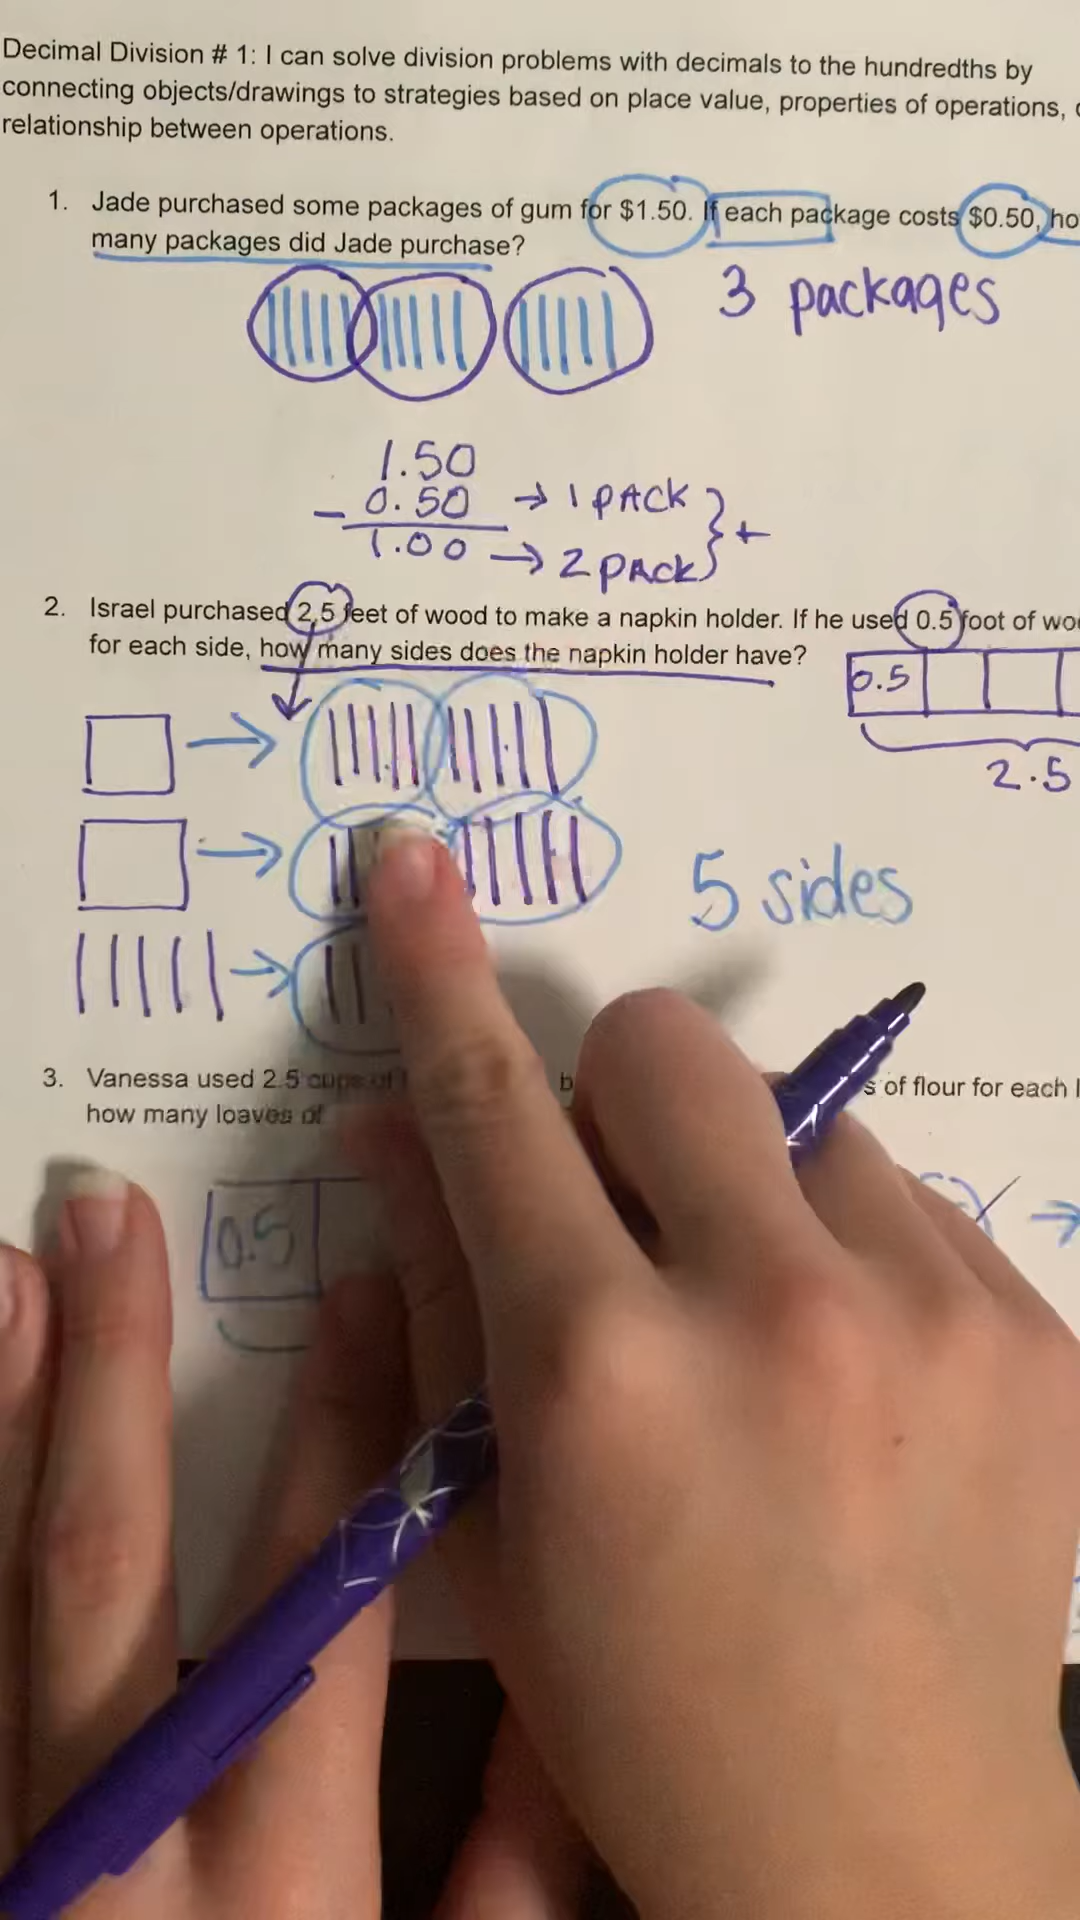 Decimal Division # 1: I can solve division problems with decimals to the hundredths by
connecting objects/drawings to strategies based on place value, properties of operations,
relationship between operations.
1. Jade purchased some packages of gum for $1.50. If each package costs $0.50, ho
many packages did Jade purchase?
3 packages
1.50
- 0.50 → 1 PACK
1.00 → 2 PACK } +
2. Israel purchased 2.5 feet of wood to make a napkin holder. If he used 0.5 foot of wo
for each side, how many sides does the napkin holder have?
0.5
2.5
5 sides
3. Vanessa used 2.5 cups of
of flour for each
how many loaves of
0.5